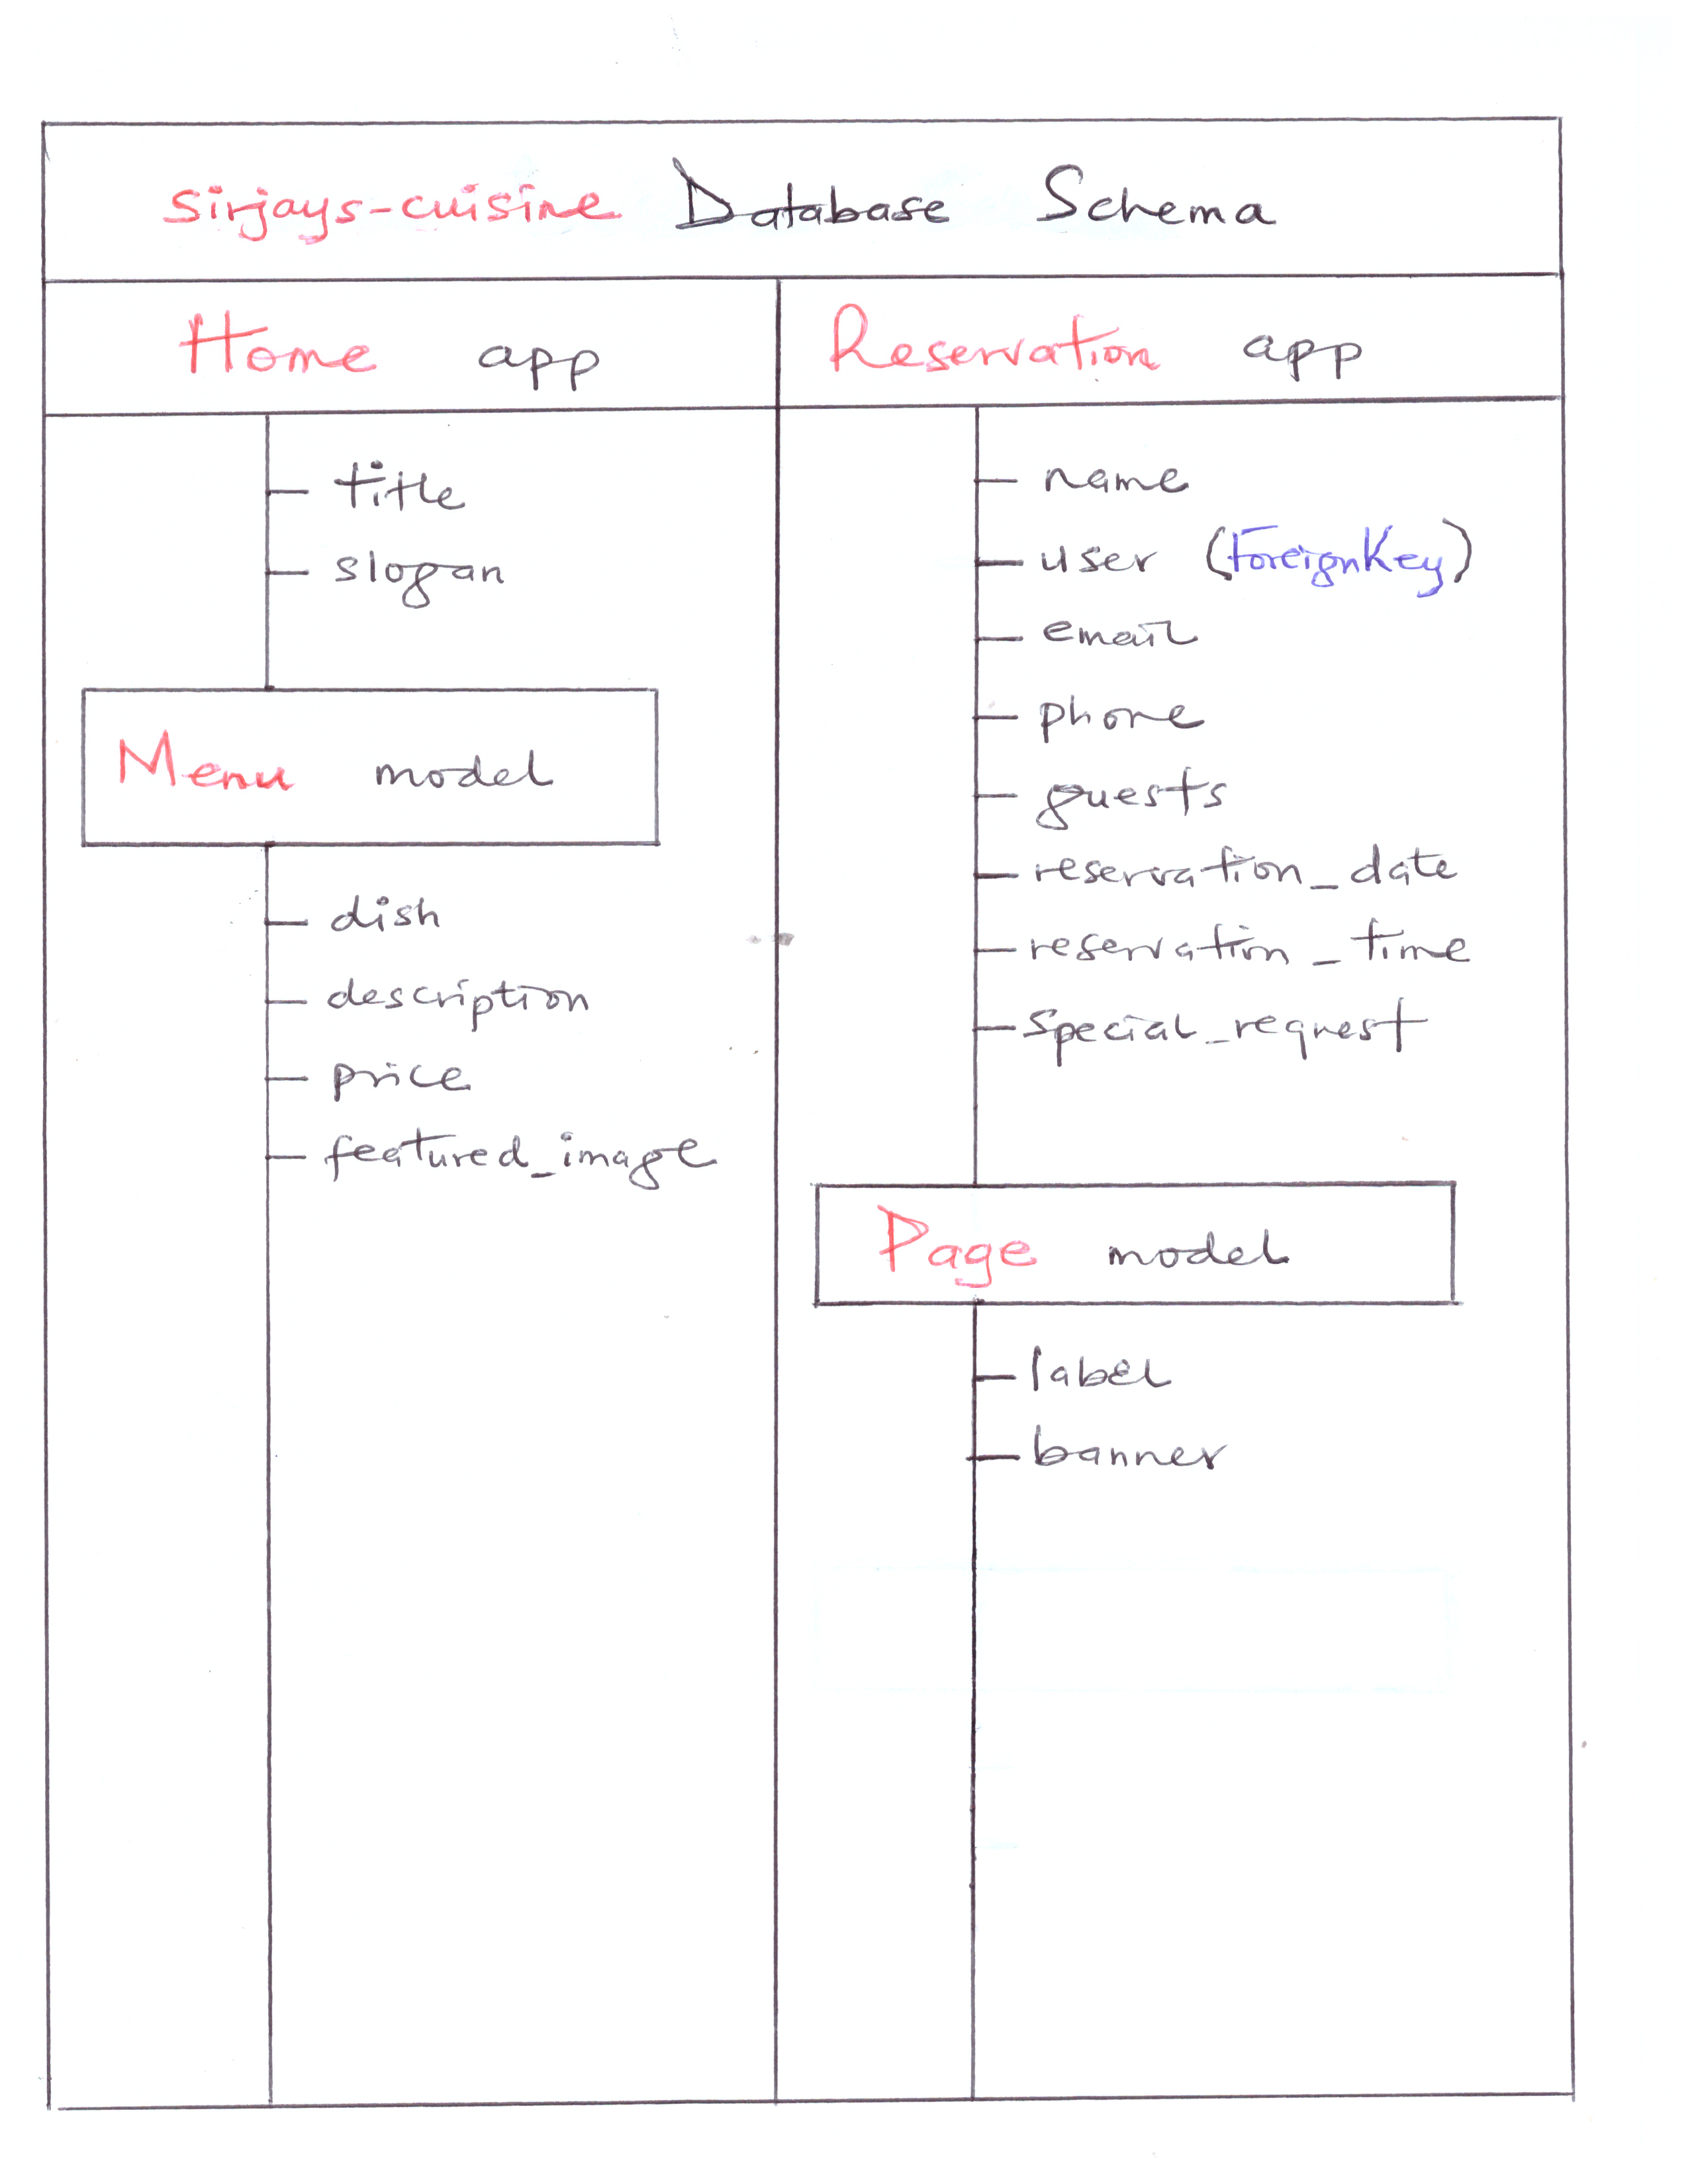 sirjays-cuisine Database Schema
Home app
title
slogan
Menu model
dish
description
price
featured_image
Reservation app
name
user (ForeignKey)
email
phone
guests
reservation_date
reservation_time
special_request
Page model
label
banner